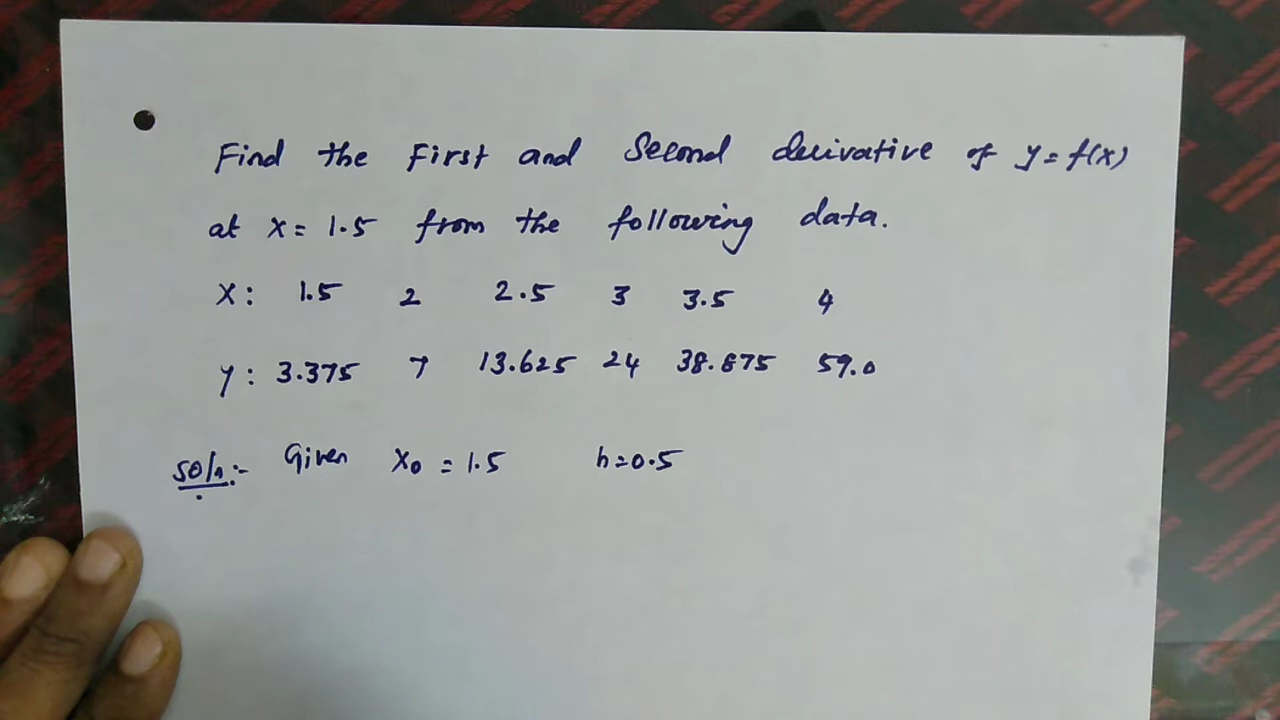 Find the First and Second derivative of y = f(x)
at x = 1.5 from the following data.
x: 1.5 2 2.5 3 3.5 4
y: 3.375 7 13.625 24 38.875 59.0
Soln:- Given x₀ = 1.5 h=0.5